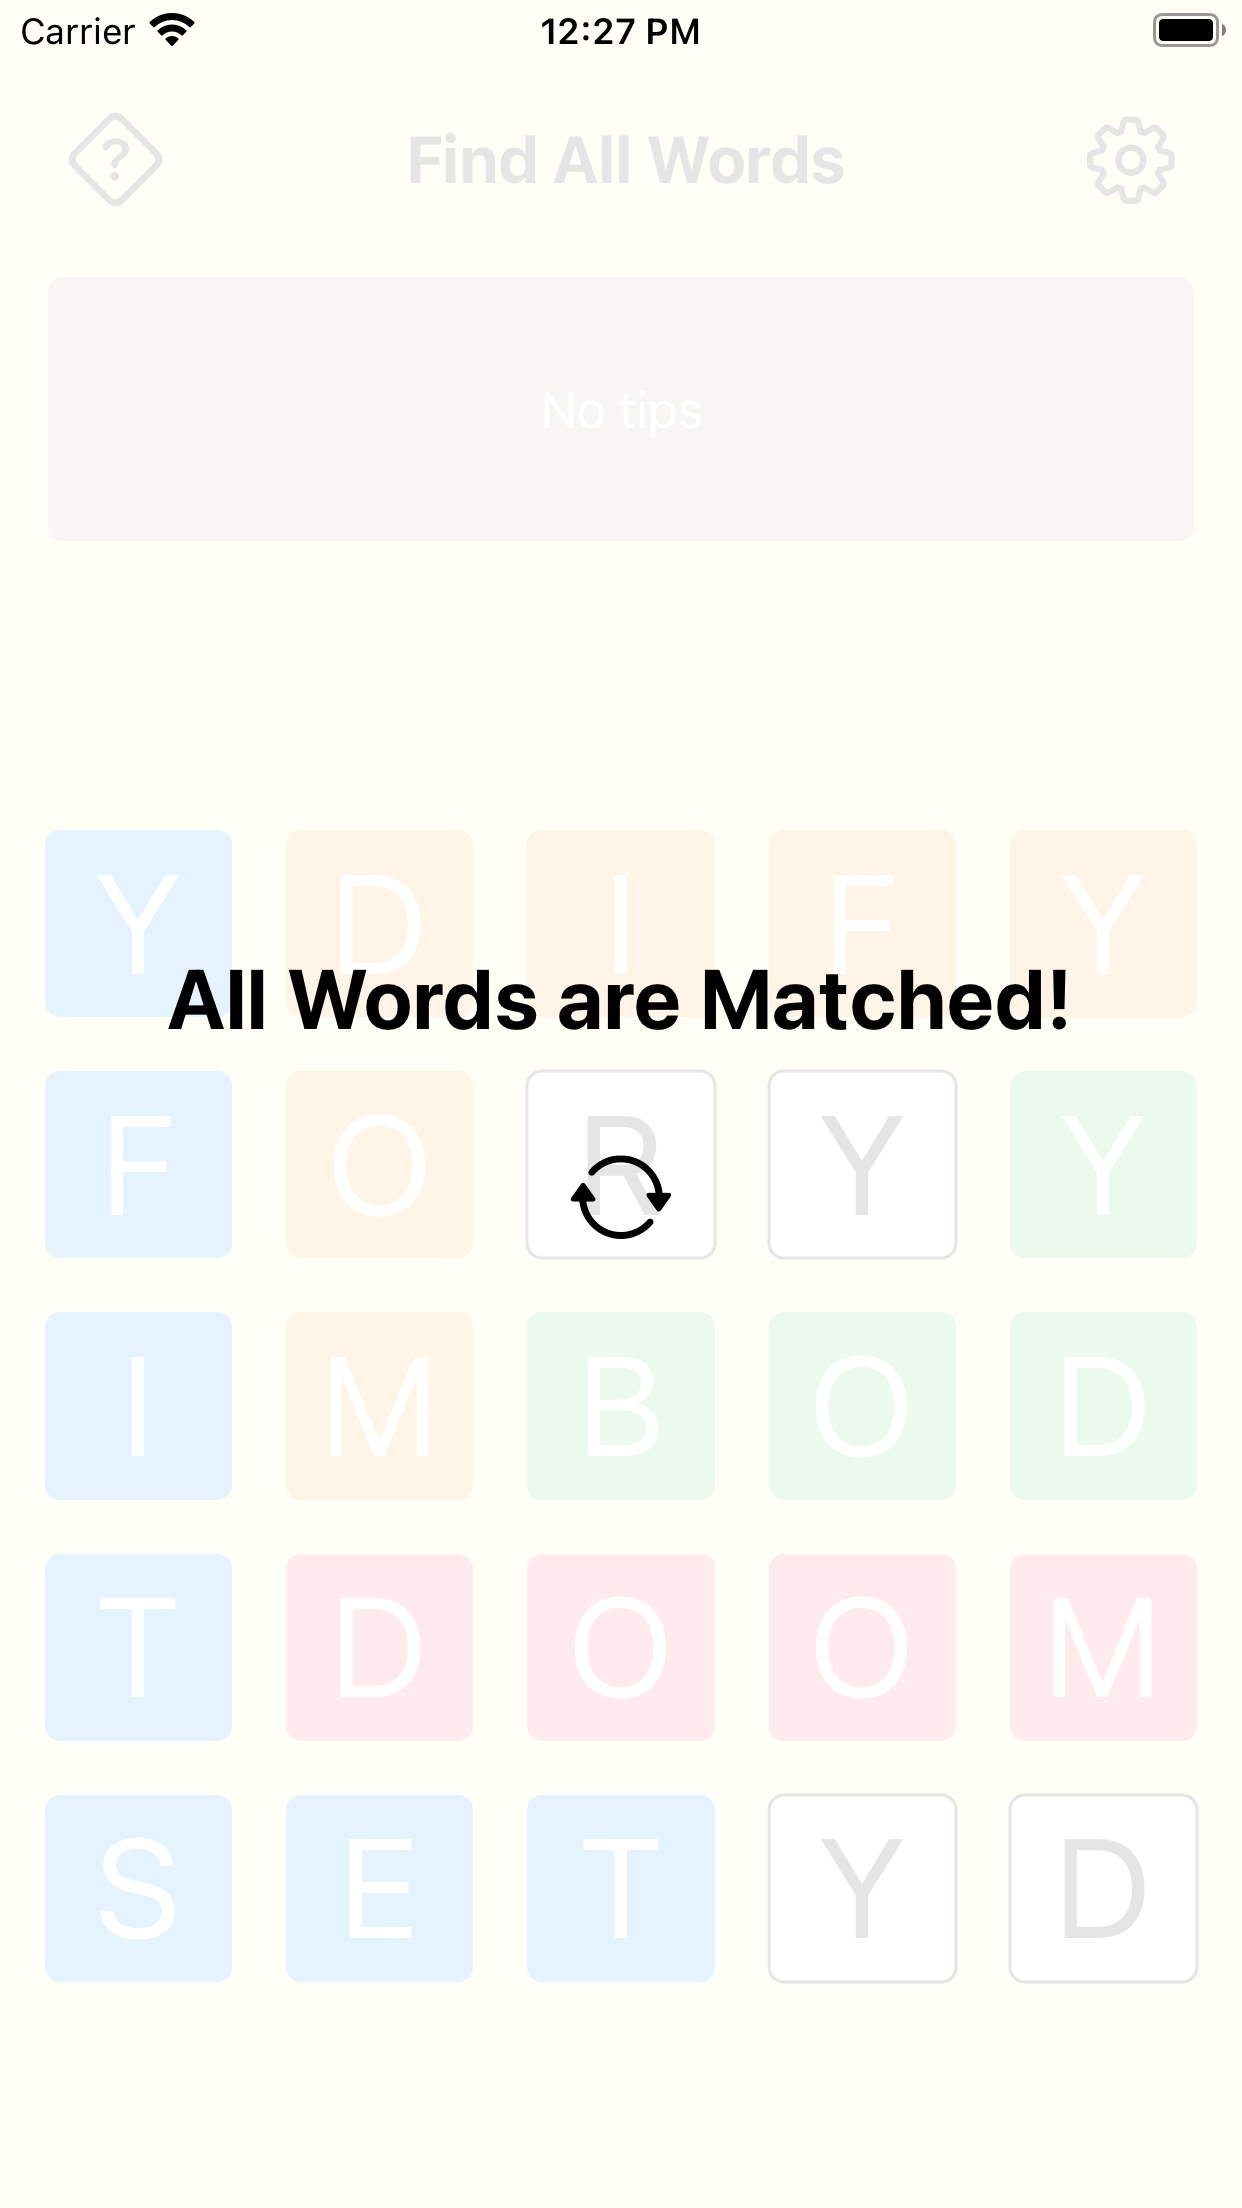 Carrier 12:27 PM
? Find All Words
No tips
Y D I F Y
All Words are Matched!
F O R Y Y
I M B O D
T D O O M
S E T Y D